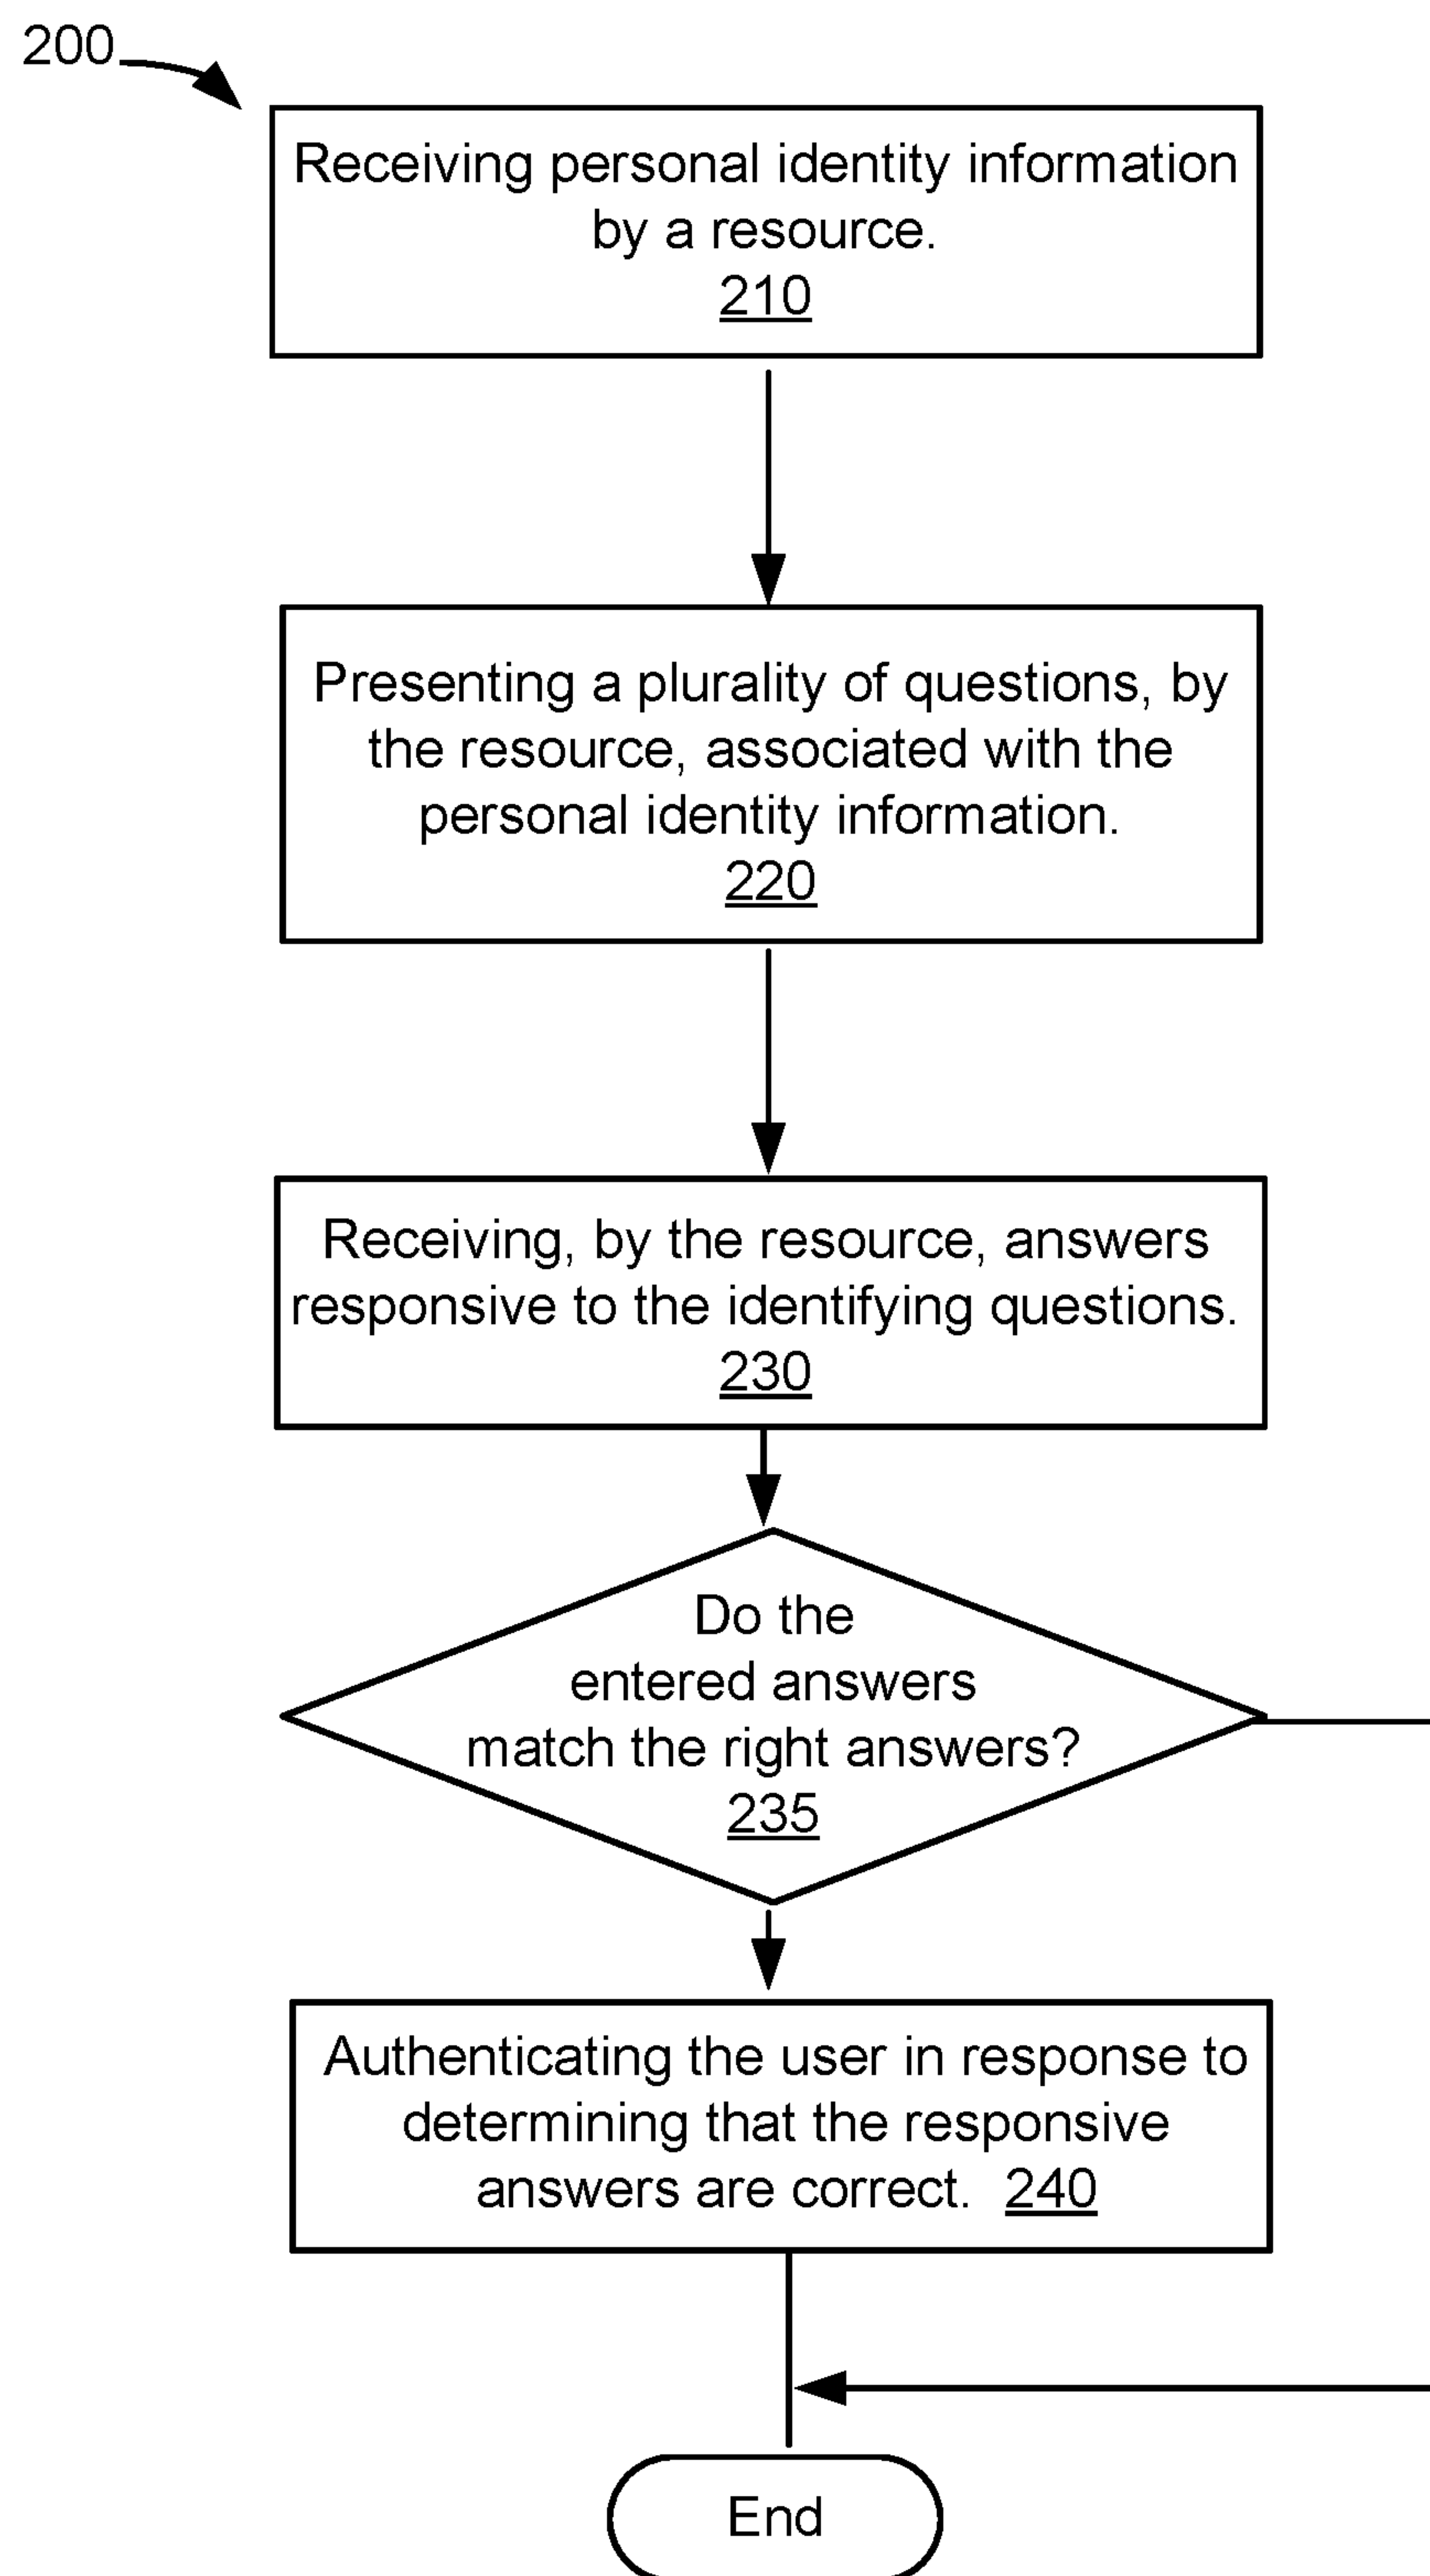 200
Receiving personal identity information
by a resource.
210
Presenting a plurality of questions, by
the resource, associated with the
personal identity information.
220
Receiving, by the resource, answers
responsive to the identifying questions.
230
Do the
entered answers
match the right answers?
235
Authenticating the user in response to
determining that the responsive
answers are correct. 240
End